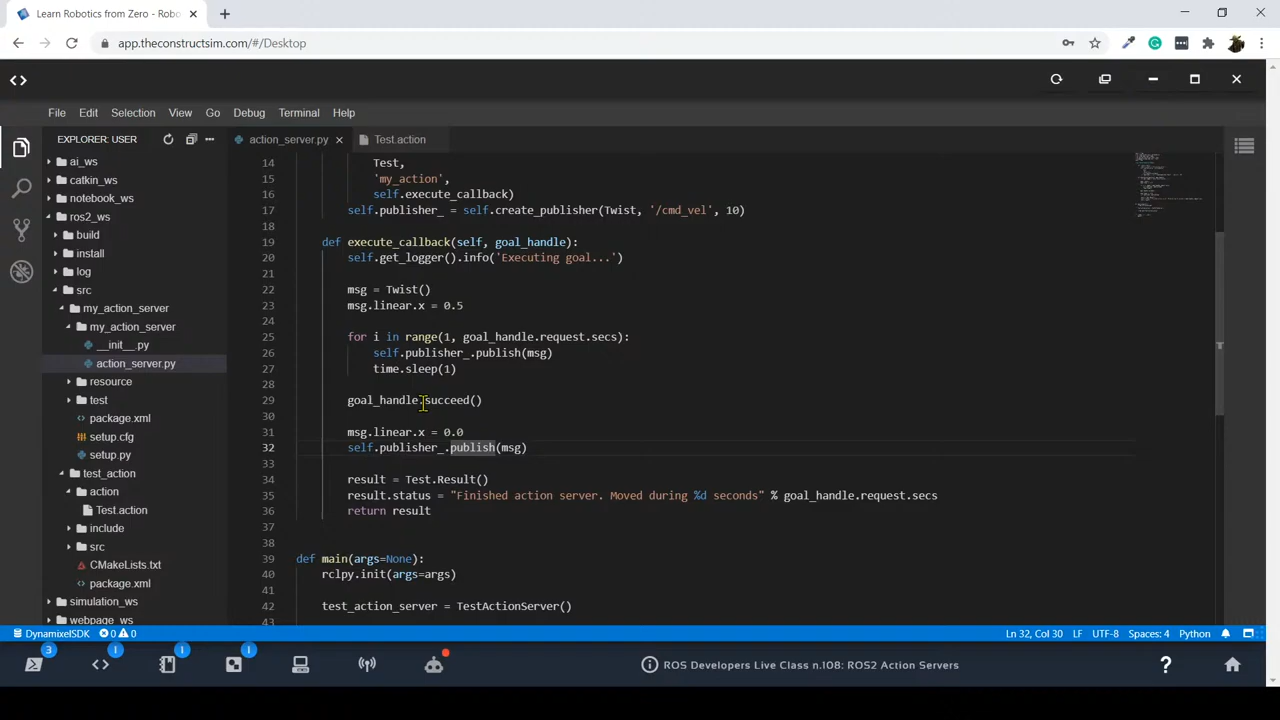 Learn Robotics from Zero - Robo
app.theconstructsim.com/#/Desktop
File Edit Selection View Go Debug Terminal Help
EXPLORER: USER
action_server.py
Test.action
ai_ws
catkin_ws
notebook_ws
ros2_ws
build
install
log
src
my_action_server
my_action_server
__init__.py
action_server.py
resource
test
package.xml
setup.cfg
setup.py
test_action
action
Test.action
include
src
CMakeLists.txt
package.xml
simulation_ws
webpage_ws
14 Test,
15 'my_action',
16 self.execute_callback)
17 self.publisher_ = self.create_publisher(Twist, '/cmd_vel', 10)
18
19 def execute_callback(self, goal_handle):
20 self.get_logger().info('Executing goal...')
21
22 msg = Twist()
23 msg.linear.x = 0.5
24
25 for i in range(1, goal_handle.request.secs):
26 self.publisher_.publish(msg)
27 time.sleep(1)
28
29 goal_handle.succeed()
30
31 msg.linear.x = 0.0
32 self.publisher_.publish(msg)
33
34 result = Test.Result()
35 result.status = "Finished action server. Moved during %d seconds" % goal_handle.request.secs
36 return result
37
38
39 def main(args=None):
40 rclpy.init(args=args)
41
42 test_action_server = TestActionServer()
43
DynamixelSDK 0 0 Ln 32, Col 30 LF UTF-8 Spaces: 4 Python
3 1 1 1 ROS Developers Live Class n.108: ROS2 Action Servers